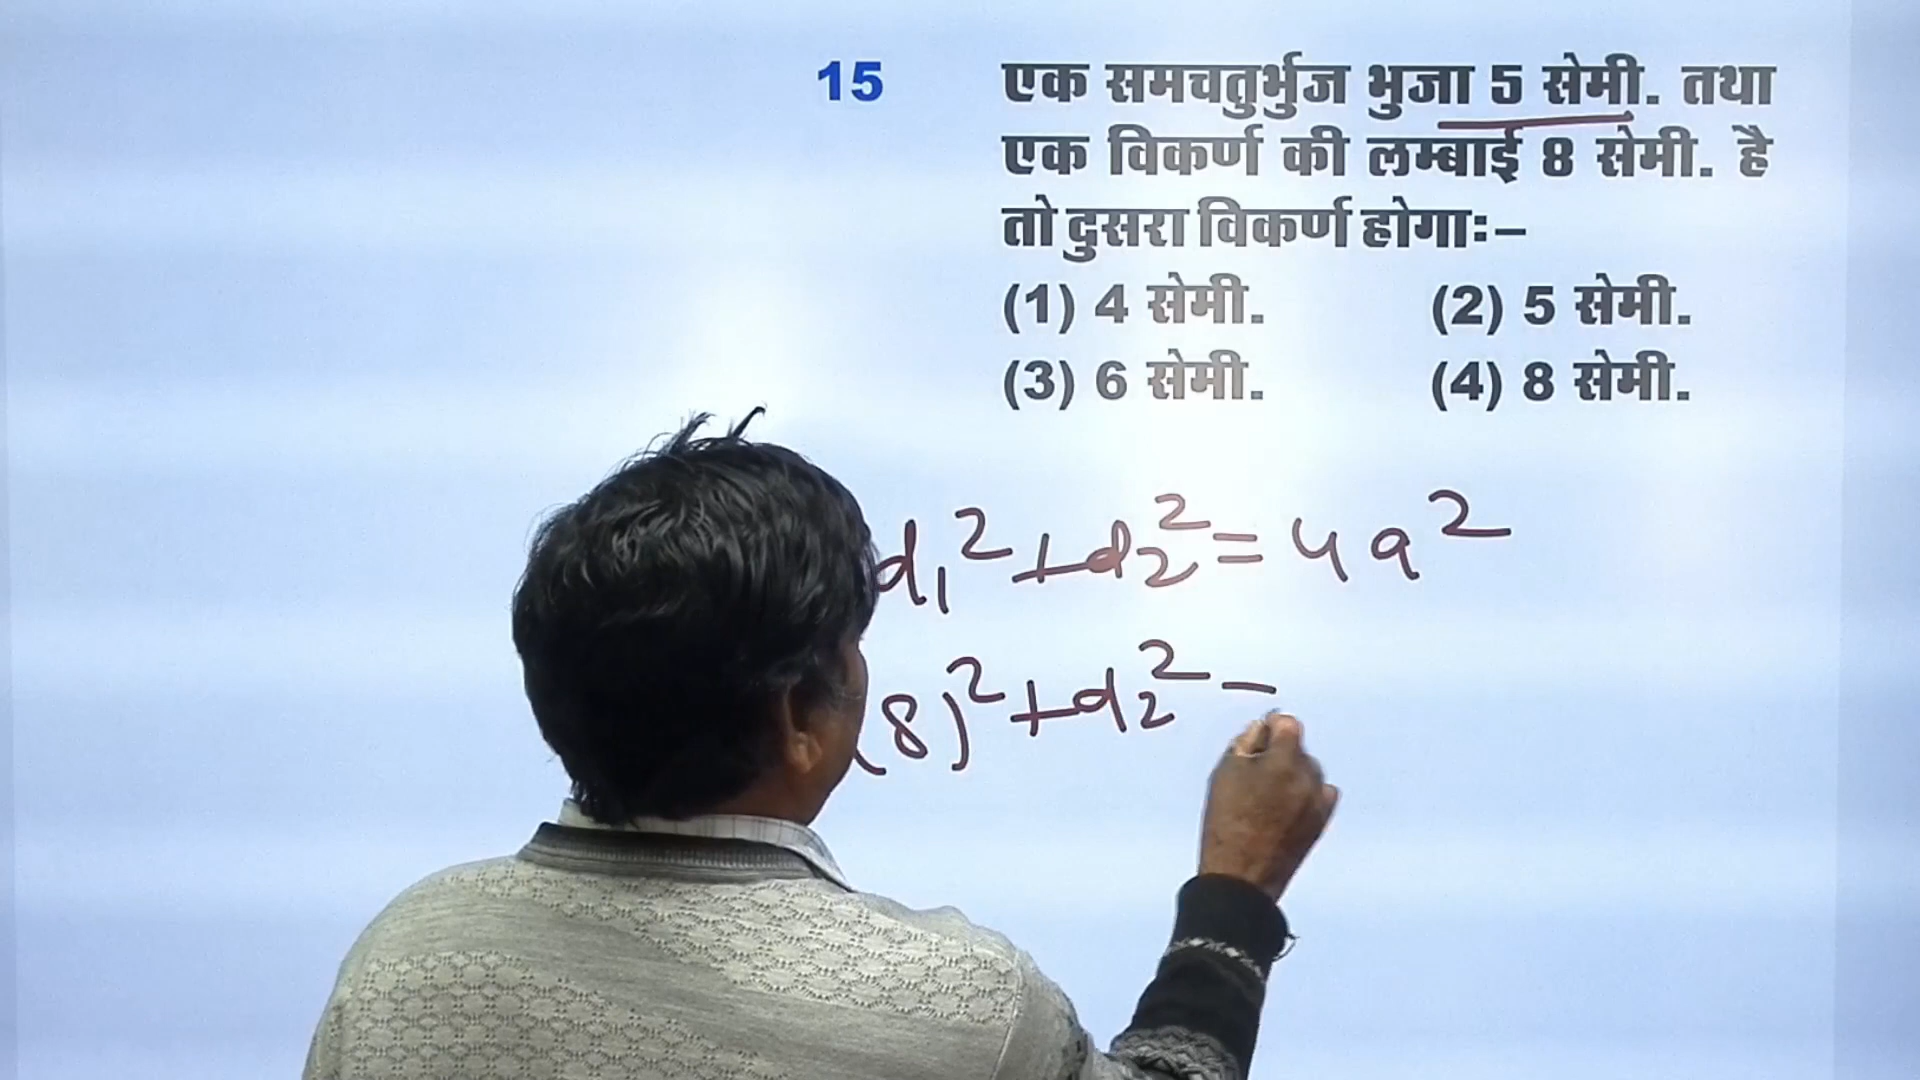 15 एक समचतुर्भुज भुजा 5 सेमी. तथा
एक विकर्ण की लम्बाई 8 सेमी. है
तो दुसरा विकर्ण होगाः–
(1) 4 सेमी. (2) 5 सेमी.
(3) 6 सेमी. (4) 8 सेमी.
d₁² + d₂² = 4a²
(8)² + d₂² –